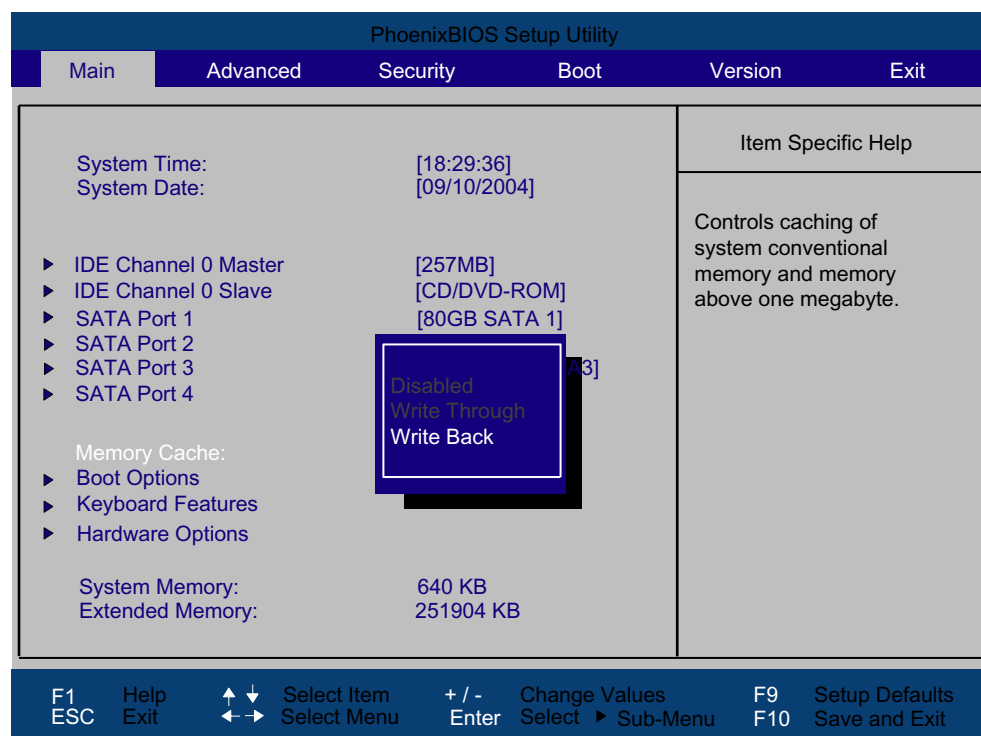 PhoenixBIOS Setup Utility
Main Advanced Security Boot Version Exit
System Time: [18:29:36]
System Date: [09/10/2004]
IDE Channel 0 Master [257MB]
IDE Channel 0 Slave [CD/DVD-ROM]
SATA Port 1 [80GB SATA 1]
SATA Port 2
SATA Port 3 A3]
SATA Port 4
Disabled
Write Through
Write Back
Memory Cache:
Boot Options
Keyboard Features
Hardware Options
System Memory: 640 KB
Extended Memory: 251904 KB
Item Specific Help
Controls caching of
system conventional
memory and memory
above one megabyte.
F1 Help Select Item + / - Change Values F9 Setup Defaults
ESC Exit Select Menu Enter Select Sub-Menu F10 Save and Exit